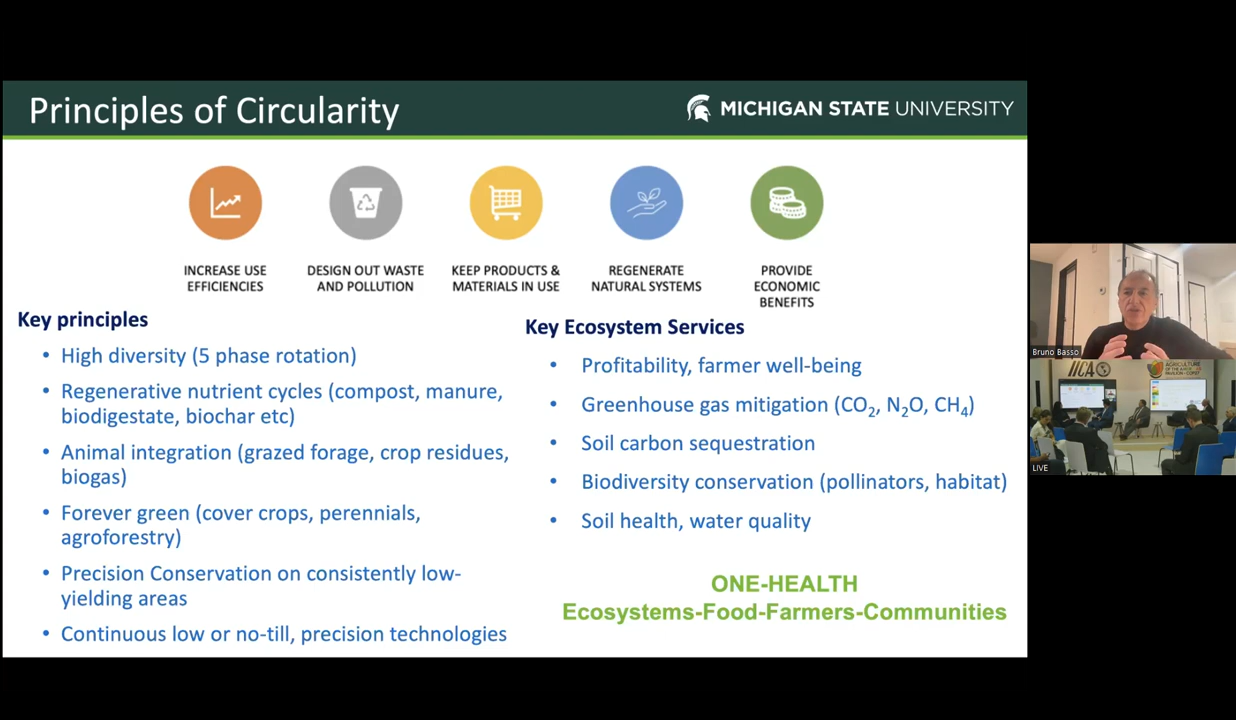 Principles of Circularity
MICHIGAN STATE UNIVERSITY
INCREASE USE
EFFICIENCIES
DESIGN OUT WASTE
AND POLLUTION
KEEP PRODUCTS &
MATERIALS IN USE
REGENERATE
NATURAL SYSTEMS
PROVIDE
ECONOMIC
BENEFITS
Key principles
• High diversity (5 phase rotation)
• Regenerative nutrient cycles (compost, manure,
biodigestate, biochar etc)
• Animal integration (grazed forage, crop residues,
biogas)
• Forever green (cover crops, perennials,
agroforestry)
• Precision Conservation on consistently low-
yielding areas
• Continuous low or no-till, precision technologies
Key Ecosystem Services
• Profitability, farmer well-being
• Greenhouse gas mitigation (CO₂, N₂O, CH₄)
• Soil carbon sequestration
• Biodiversity conservation (pollinators, habitat)
• Soil health, water quality
ONE-HEALTH
Ecosystems-Food-Farmers-Communities
Bruno Basso
IICA
AGRICULTURE
LIVE